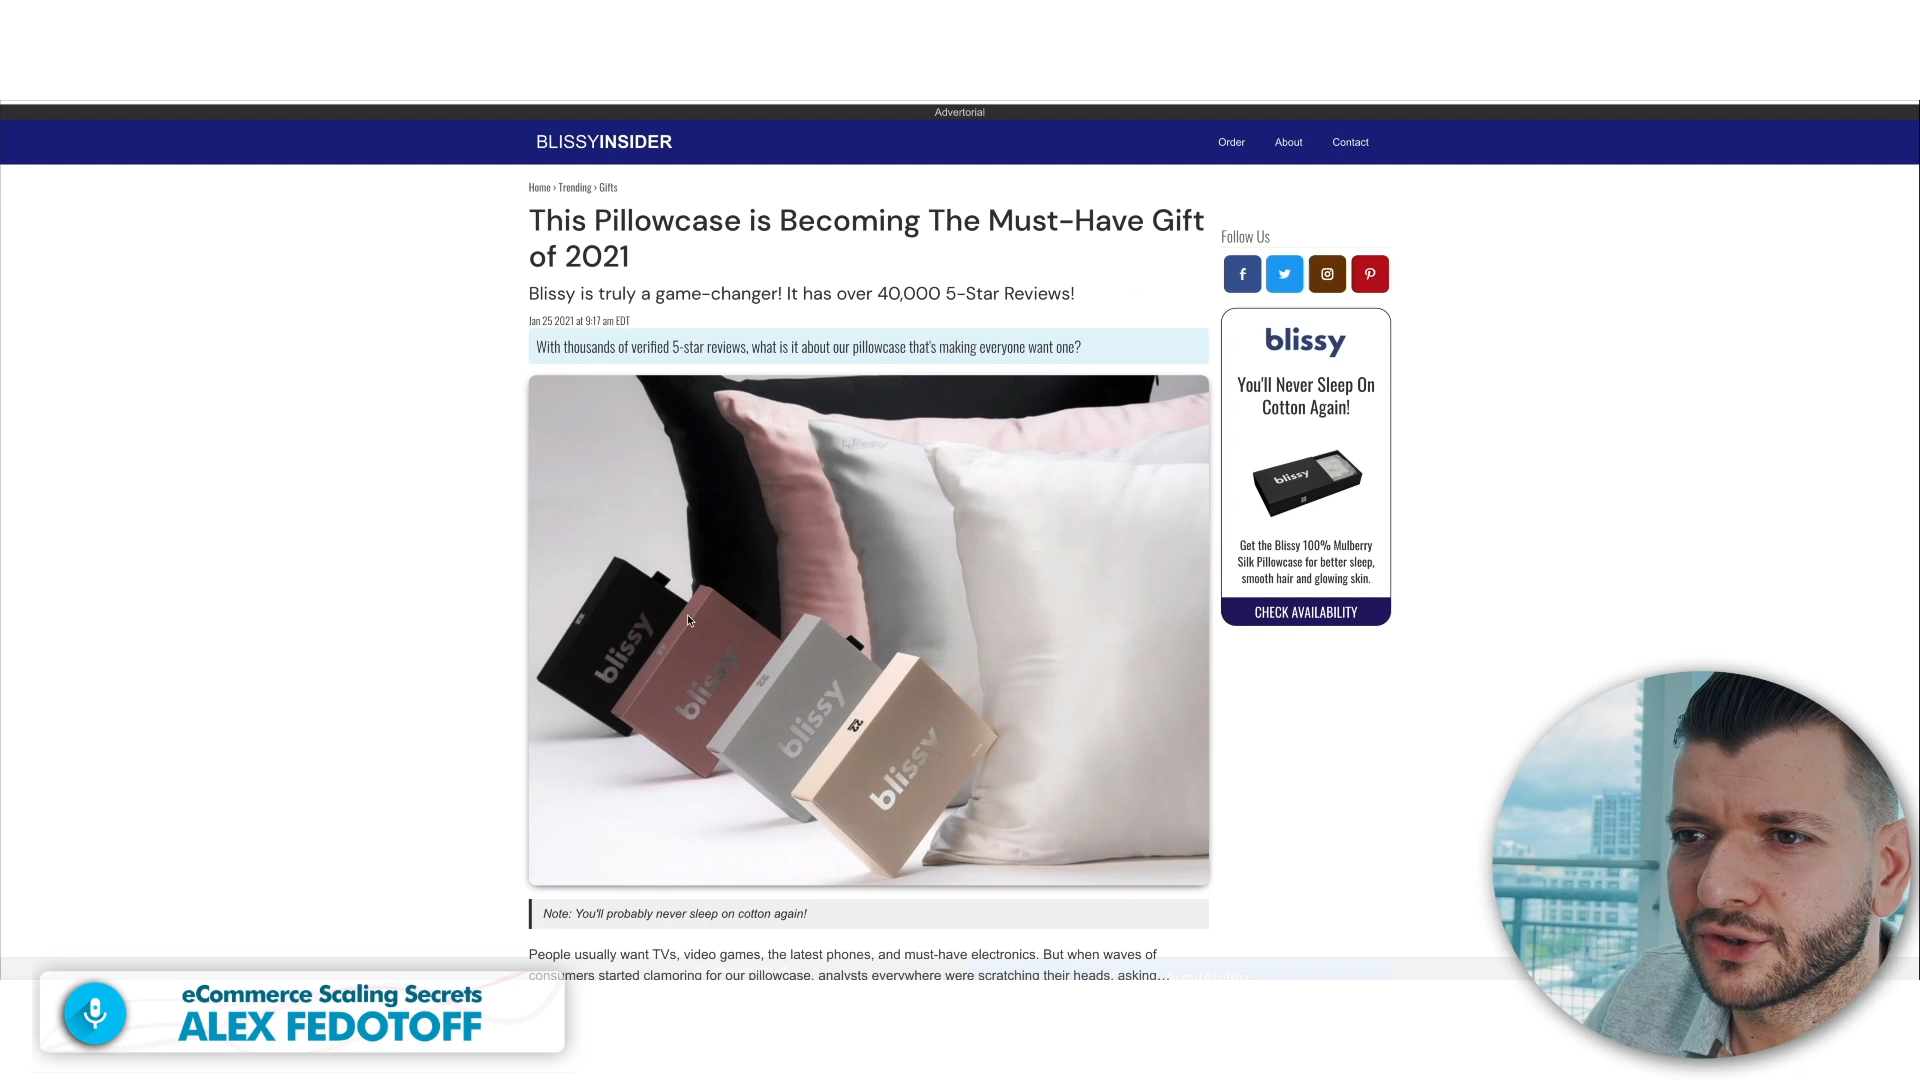 Advertorial
BLISSYINSIDER
Order About Contact
Home › Trending › Gifts
This Pillowcase is Becoming The Must-Have Gift
of 2021
Blissy is truly a game-changer! It has over 40,000 5-Star Reviews!
Jan 25 2021 at 9:17 am EDT
With thousands of verified 5-star reviews, what is it about our pillowcase that's making everyone want one?
blissy
blissy
blissy
blissy
blissy
Note: You'll probably never sleep on cotton again!
People usually want TVs, video games, the latest phones, and must-have electronics. But when waves of
consumers started clamoring for our pillowcase, analysts everywhere were scratching their heads, asking...
Follow Us
blissy
You'll Never Sleep On
Cotton Again!
blissy
Get the Blissy 100% Mulberry
Silk Pillowcase for better sleep,
smooth hair and glowing skin.
CHECK AVAILABILITY
eCommerce Scaling Secrets
ALEX FEDOTOFF